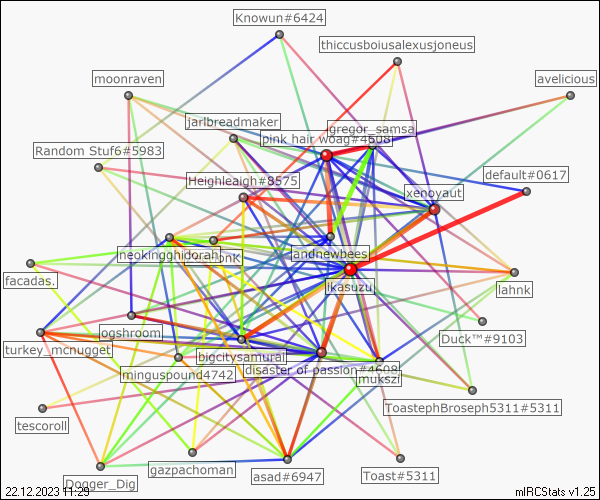 Knowun#6424
thiccusboiusalexusjoneus
moonraven
avelicious
jarlbreadmaker
gregor_samsa
pink hair woag#4508
Random Stuf6#5983
Heighleaigh#8575
default#0617
xenoyaut
neokingghidorah
andnewbees
facadas.
Ikasuzu
lahnk
ogshroom
Duck™#9103
turkey_mcnugget
bigcitysamurai
minguspound4742
disaster of passion#4608
mukszi
ToastephBroseph5311#5311
tescoroll
Dogger_Dig
gazpachoman
asad#6947
Toast#5311
22.12.2023 11:29
mIRCStats v1.25